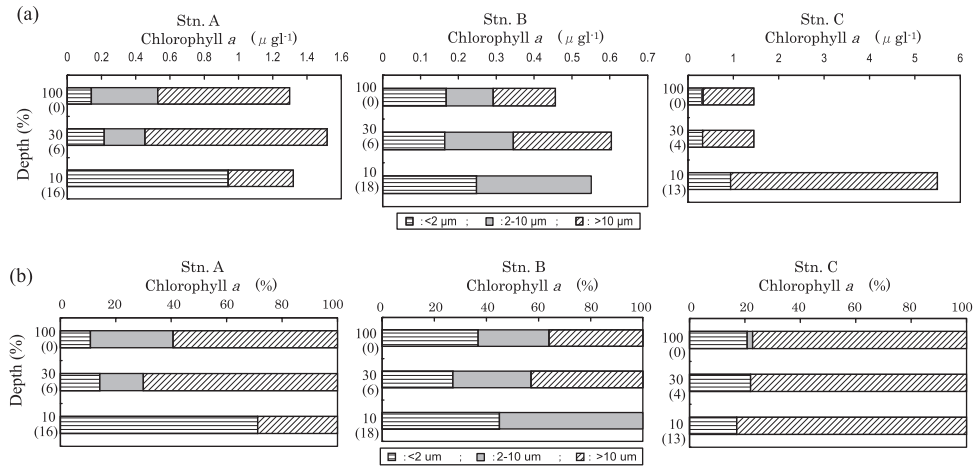 (a)
Stn. A
Chlorophyll a (μ gl-1)
0 0.2 0.4 0.6 0.8 1 1.2 1.4 1.6
Depth (%)
100
(0)
30
(6)
10
(16)
Stn. B
Chlorophyll a (μ gl-1)
0 0.1 0.2 0.3 0.4 0.5 0.6 0.7
100
(0)
30
(6)
10
(18)
Stn. C
Chlorophyll a (μ gl-1)
0 1 2 3 4 5 6
100
(0)
30
(4)
10
(13)
:<2 µm ; :2-10 µm ; :>10 µm
(b)
Stn. A
Chlorophyll a (%)
0 20 40 60 80 100
Depth (%)
100
(0)
30
(6)
10
(16)
Stn. B
Chlorophyll a (%)
0 20 40 60 80 100
100
(0)
30
(6)
10
(18)
Stn. C
Chlorophyll a (%)
0 20 40 60 80 100
100
(0)
30
(4)
10
(13)
:<2 um ; :2-10 um ; :>10 um